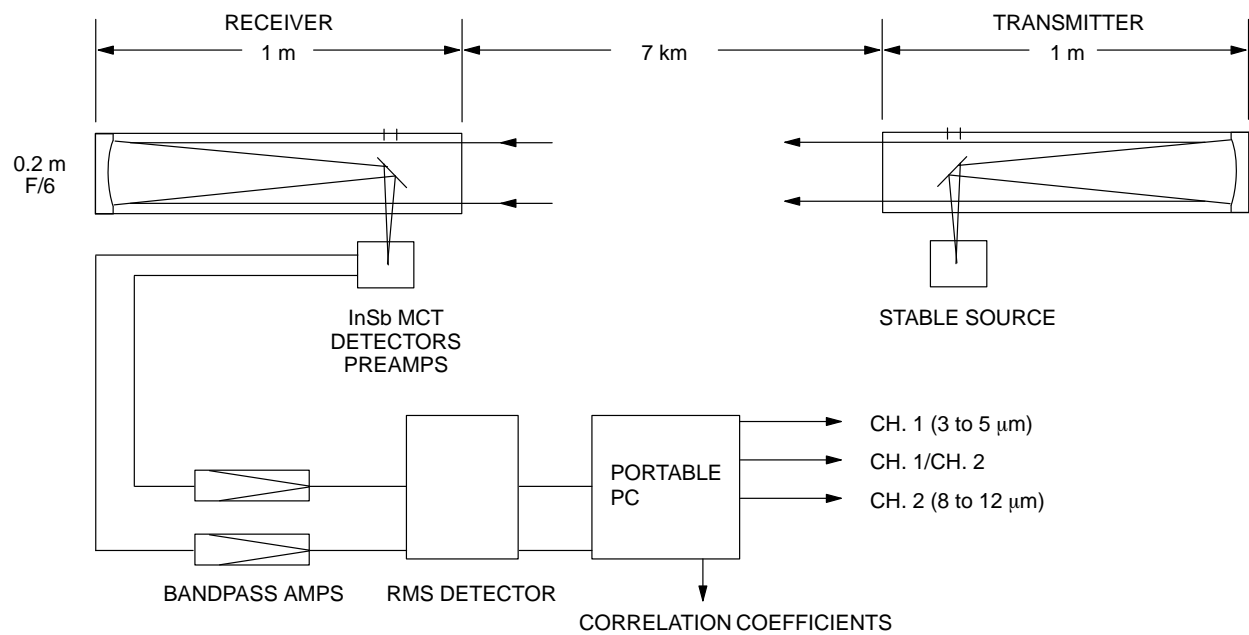 RECEIVER
TRANSMITTER
1 m
7 km
1 m
0.2 m
F/6
InSb MCT
DETECTORS
PREAMPS
STABLE SOURCE
CH. 1 (3 to 5 μm)
PORTABLE
PC
CH. 1/CH. 2
CH. 2 (8 to 12 μm)
BANDPASS AMPS
RMS DETECTOR
CORRELATION COEFFICIENTS